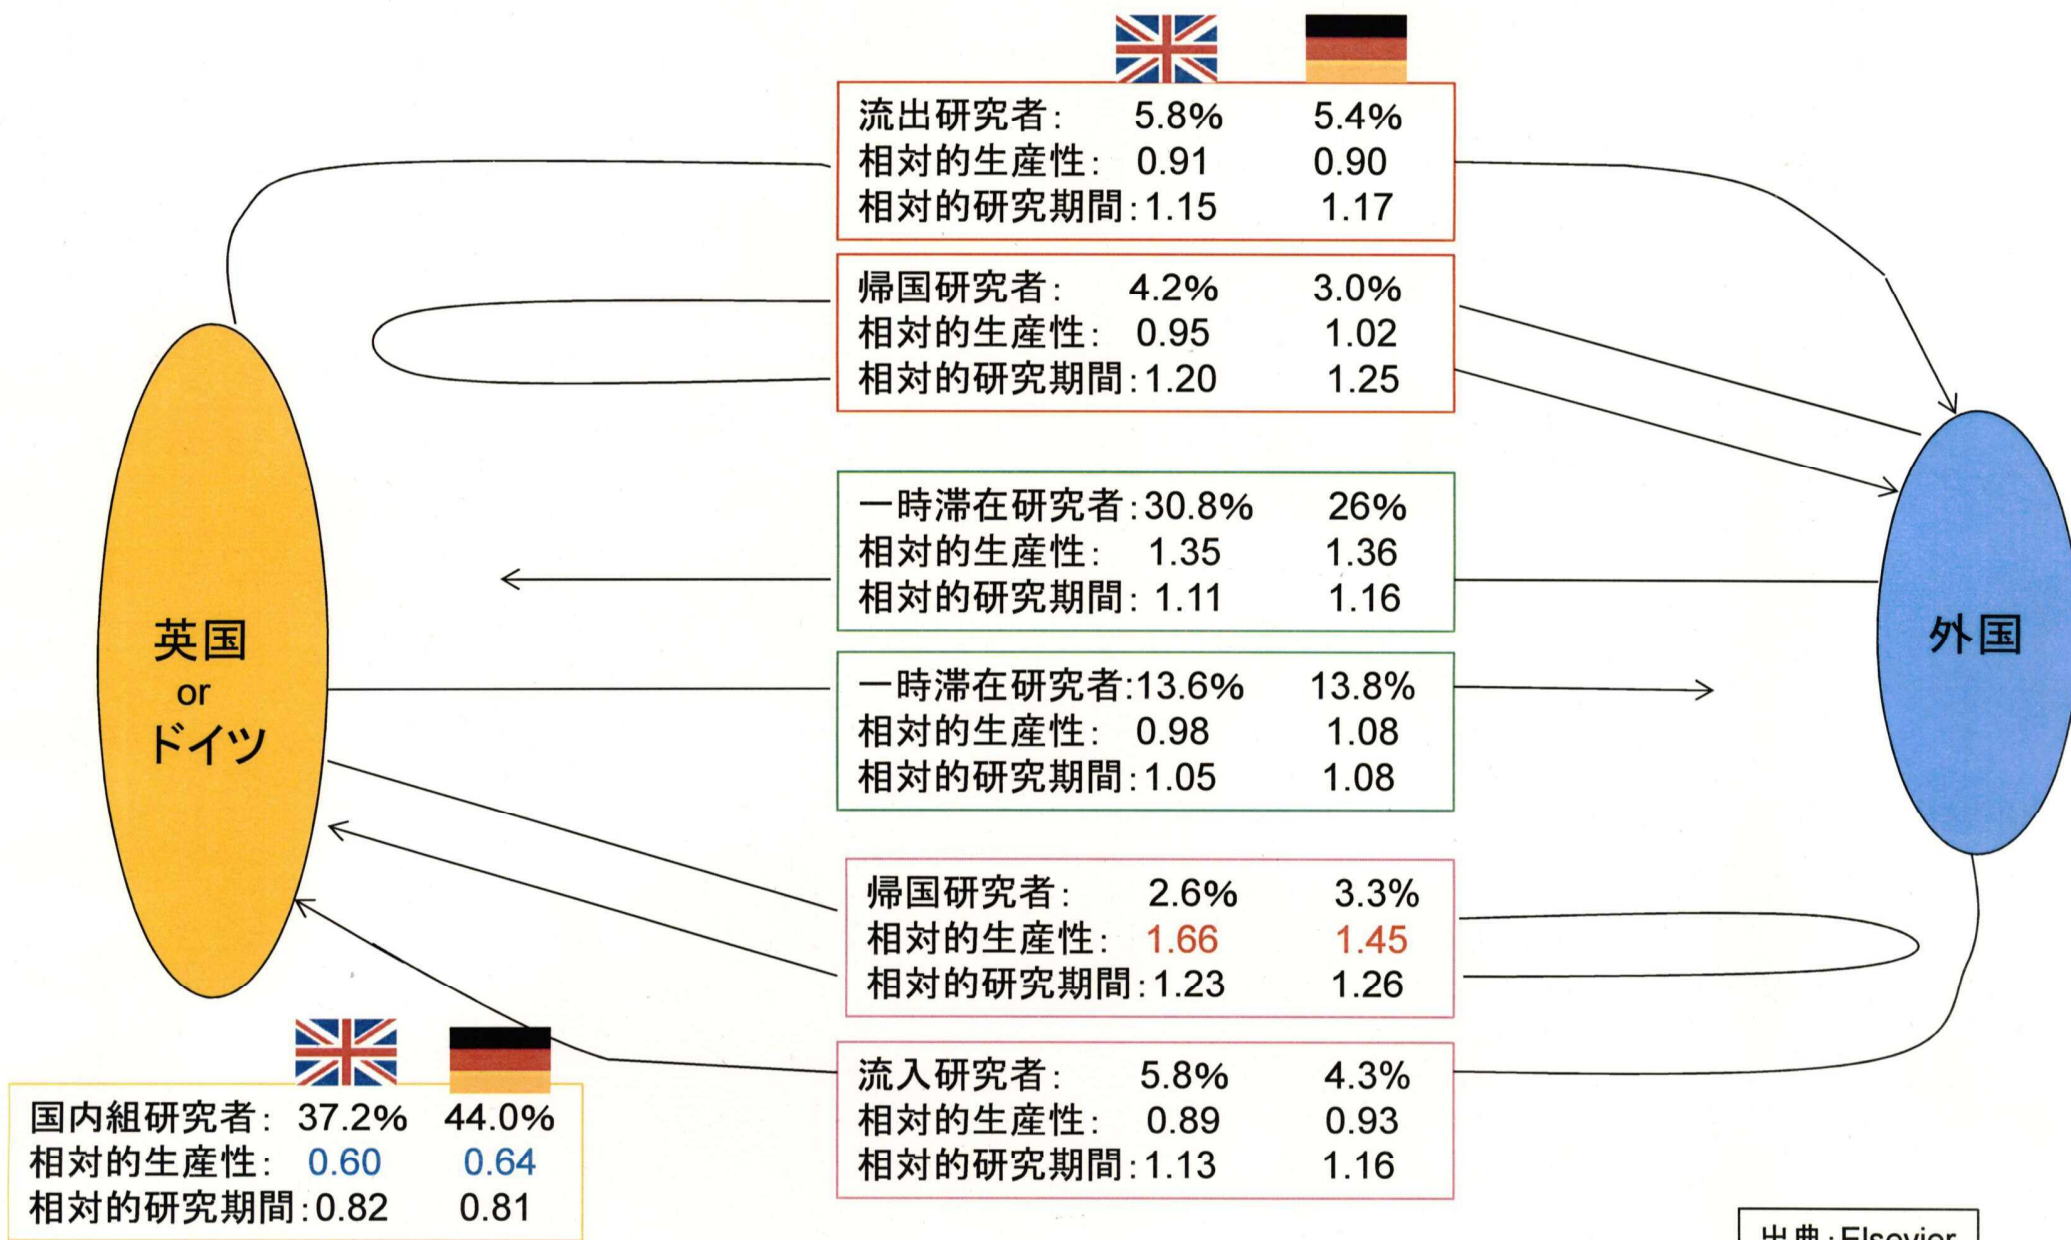 流出研究者: 5.8% 5.4%
相対的生産性: 0.91 0.90
相対的研究期間:1.15 1.17
帰国研究者: 4.2% 3.0%
相対的生産性: 0.95 1.02
相対的研究期間:1.20 1.25
一時滞在研究者:30.8% 26%
相対的生産性: 1.35 1.36
相対的研究期間: 1.11 1.16
英国
or
ドイツ
外国
一時滞在研究者:13.6% 13.8%
相対的生産性: 0.98 1.08
相対的研究期間:1.05 1.08
帰国研究者: 2.6% 3.3%
相対的生産性: 1.66 1.45
相対的研究期間:1.23 1.26
流入研究者: 5.8% 4.3%
相対的生産性: 0.89 0.93
相対的研究期間:1.13 1.16
国内組研究者: 37.2% 44.0%
相対的生産性: 0.60 0.64
相対的研究期間:0.82 0.81
出典:Elsevier